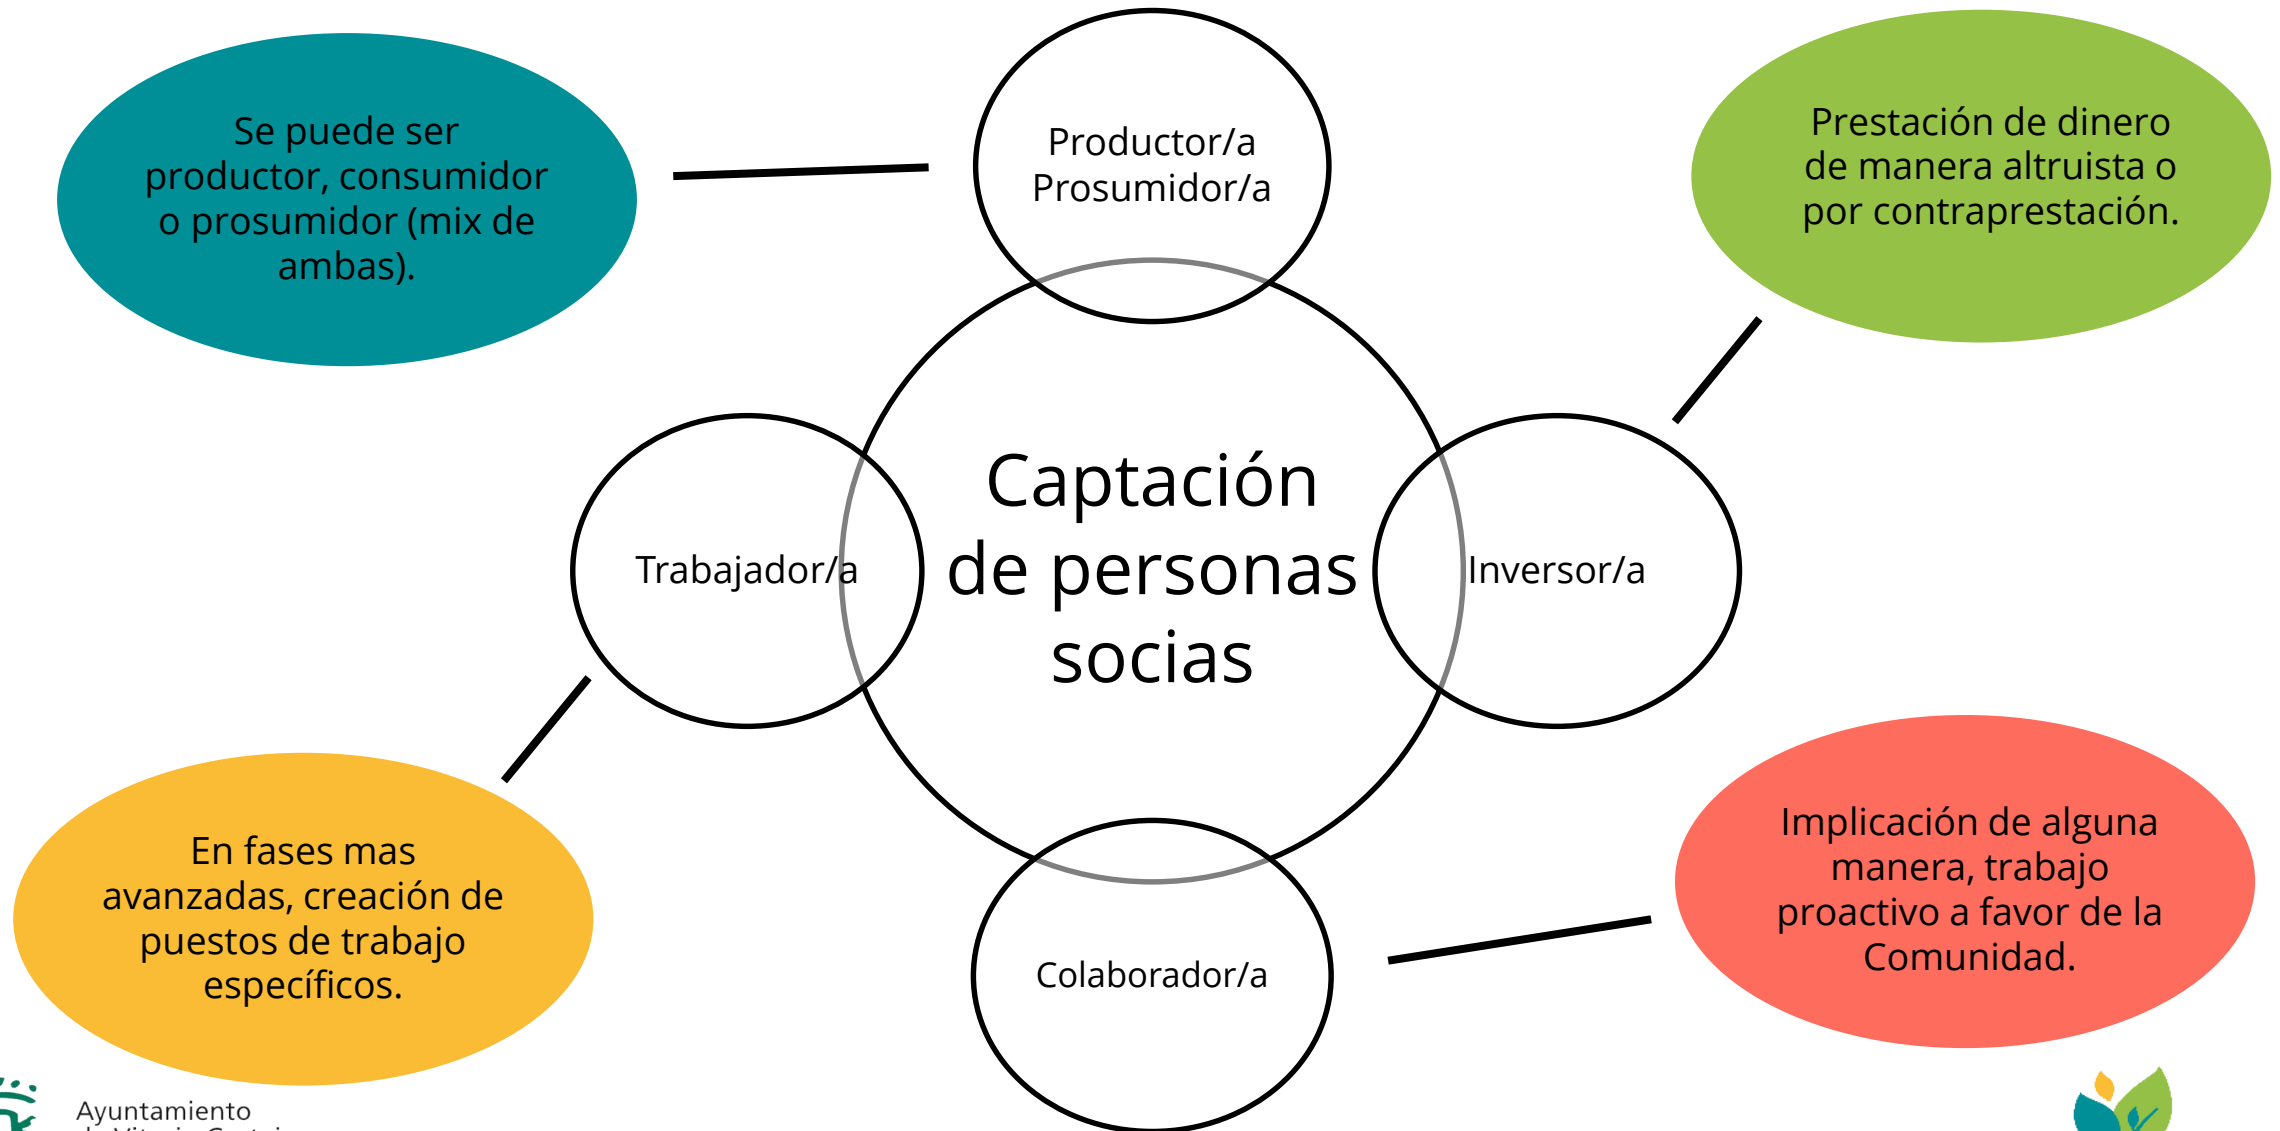 Se puede ser
productor, consumidor
o prosumidor (mix de
ambas).
Productor/a
Prosumidor/a
Prestación de dinero
de manera altruista o
por contraprestación.
Captación
de personas
socias
Trabajador/a
Inversor/a
En fases mas
avanzadas, creación de
puestos de trabajo
específicos.
Colaborador/a
Implicación de alguna
manera, trabajo
proactivo a favor de la
Comunidad.
Ayuntamiento